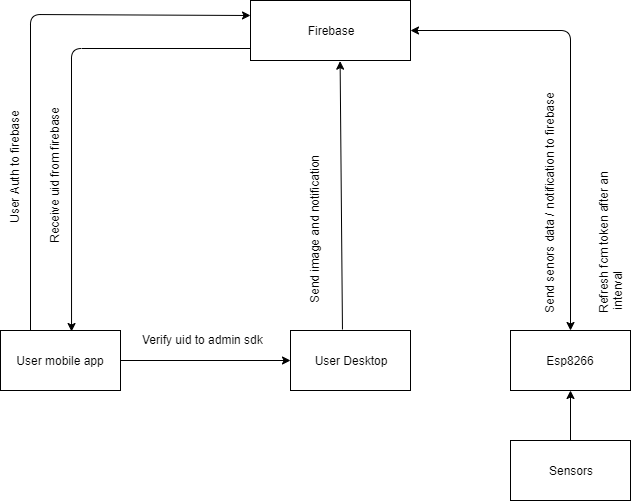 Firebase
User Auth to firebase
Receive uid from firebase
Send image and notification
Send senors data / notification to firebase
Refresh fcm token after an
interval
Verify uid to admin sdk
User mobile app
User Desktop
Esp8266
Sensors